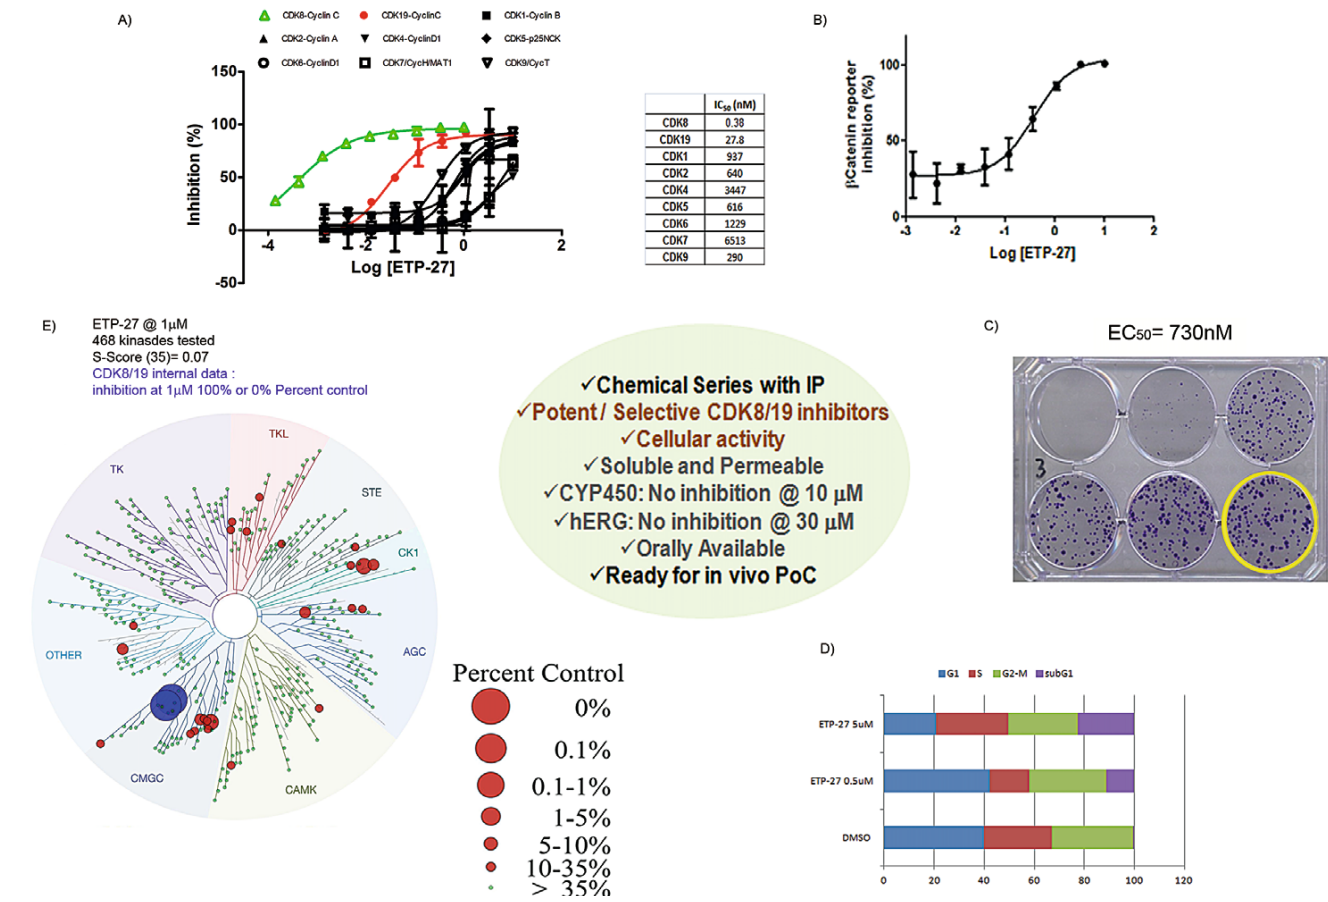 A)
CDK8-Cyclin C
CDK19-CyclinC
CDK1-Cyclin B
CDK2-Cyclin A
CDK4-CyclinD1
CDK5-p25NCK
CDK6-CyclinD1
CDK7/CycH/MAT1
CDK9/CycT
Inhibition (%)
150
100
50
0
-50
-4
-2
0
2
Log [ETP-27]
IC50 (nM)
CDK8 0.38
CDK19 27.8
CDK1 937
CDK2 640
CDK4 3447
CDK5 616
CDK6 1229
CDK7 6513
CDK9 290
B)
βCatenin reporter
inhibition (%)
100
50
0
-3
-2
-1
0
1
2
Log [ETP-27]
E)
ETP-27 @ 1µM
468 kinasdes tested
S-Score (35)= 0.07
CDK8/19 internal data :
inhibition at 1µM 100% or 0% Percent control
TKL
TK
STE
CK1
AGC
CAMK
CMGC
OTHER
Percent Control
0%
0.1%
0.1-1%
1-5%
5-10%
10-35%
> 35%
✓Chemical Series with IP
✓Potent / Selective CDK8/19 inhibitors
✓Cellular activity
✓Soluble and Permeable
✓CYP450: No inhibition @ 10 µM
✓hERG: No inhibition @ 30 µM
✓Orally Available
✓Ready for in vivo PoC
C)
EC50= 730nM
3
D)
G1
S
G2-M
subG1
ETP-27 5uM
ETP-27 0.5uM
DMSO
0
20
40
60
80
100
120